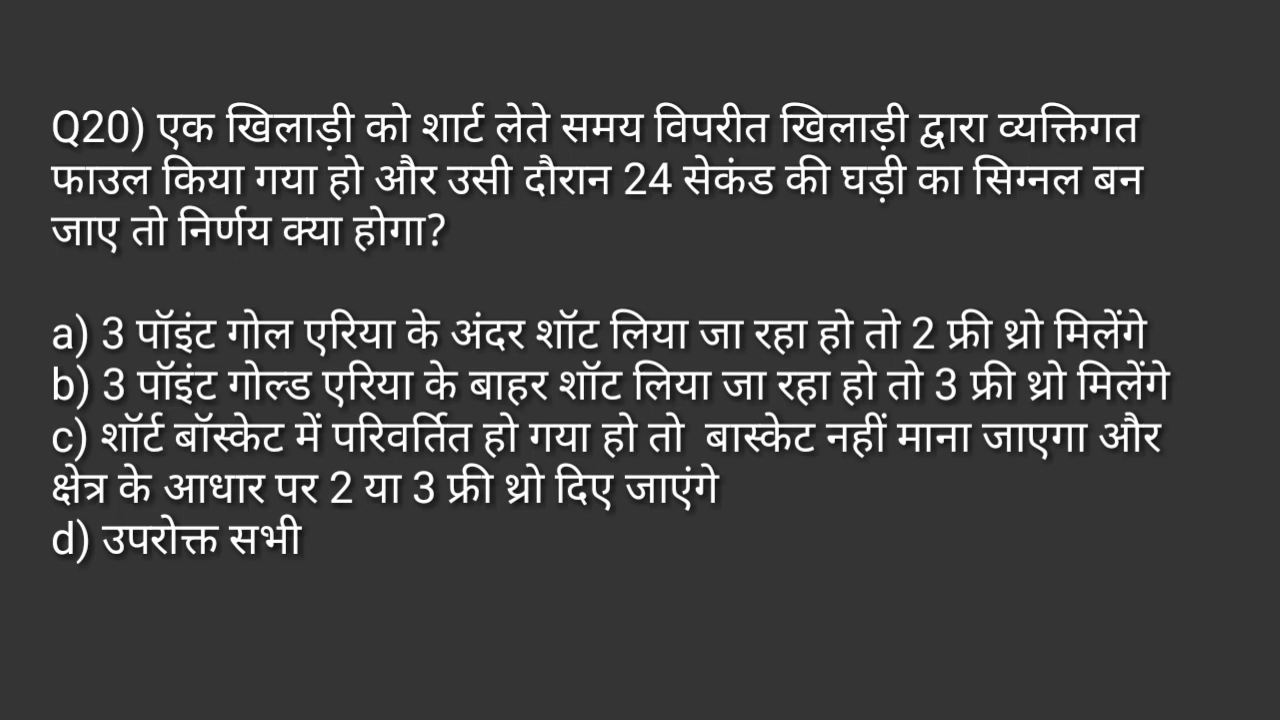 Q20) एक खिलाड़ी को शार्ट लेते समय विपरीत खिलाड़ी द्वारा व्यक्तिगत
फाउल किया गया हो और उसी दौरान 24 सेकंड की घड़ी का सिग्नल बन
जाए तो निर्णय क्या होगा?
a) 3 पॉइंट गोल एरिया के अंदर शॉट लिया जा रहा हो तो 2 फ्री थ्रो मिलेंगे
b) 3 पॉइंट गोल्ड एरिया के बाहर शॉट लिया जा रहा हो तो 3 फ्री थ्रो मिलेंगे
c) शॉर्ट बॉस्केट में परिवर्तित हो गया हो तो बास्केट नहीं माना जाएगा और
क्षेत्र के आधार पर 2 या 3 फ्री थ्रो दिए जाएंगे
d) उपरोक्त सभी